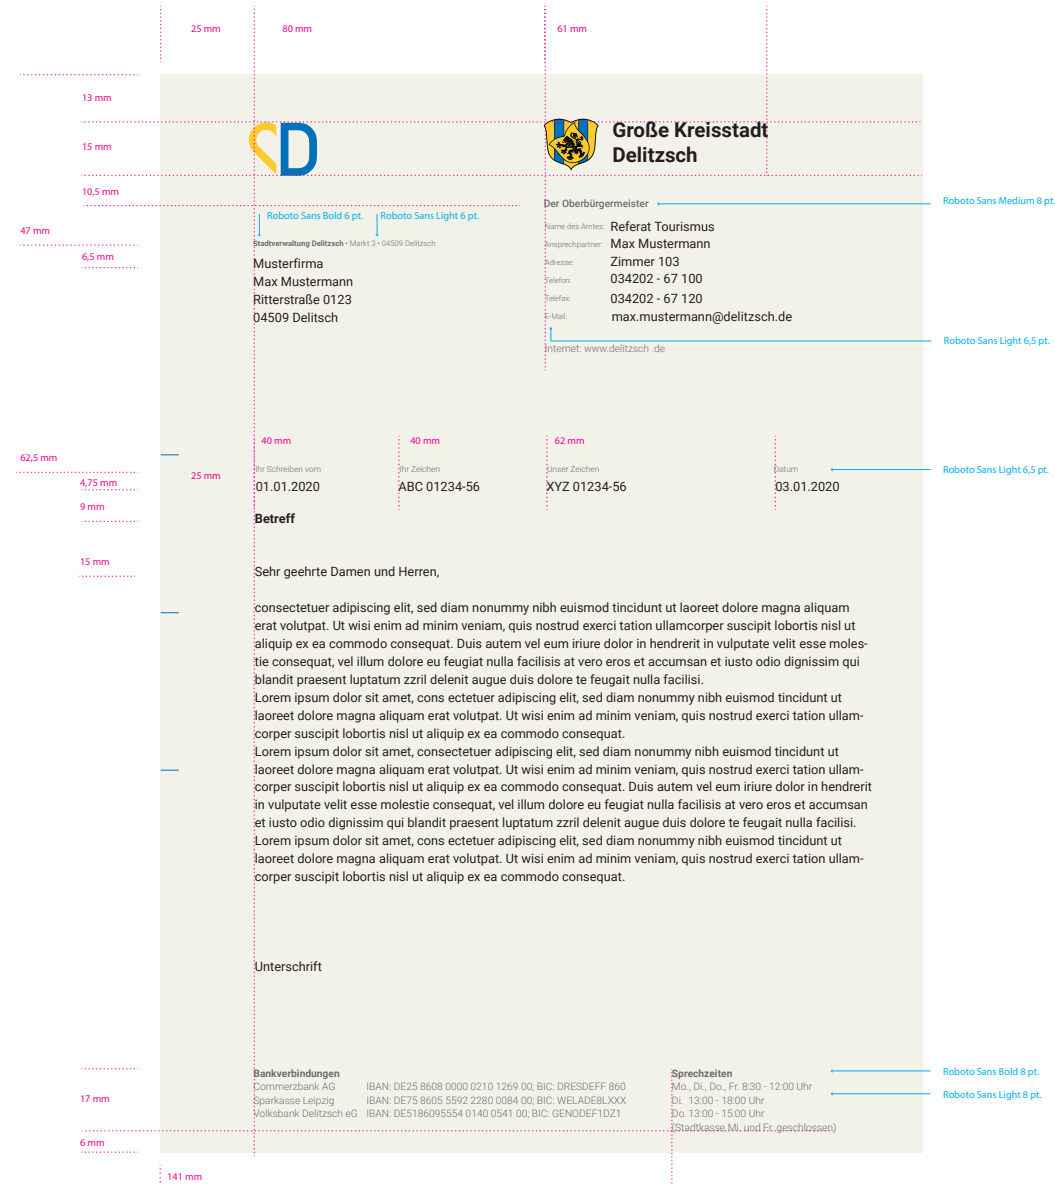 25 mm
80 mm
61 mm
13 mm
15 mm
Große Kreisstadt
Delitzsch
10,5 mm
Der Oberbürgermeister
Roboto Sans Medium 8 pt.
Roboto Sans Bold 6 pt.
Roboto Sans Light 6 pt.
47 mm
6,5 mm
Stadtverwaltung Delitzsch • Markt 3 • 04509 Delitzsch
Musterfirma
Max Mustermann
Ritterstraße 0123
04509 Delitsch
Name des Amtes: Referat Tourismus
Ansprechpartner: Max Mustermann
Adresse: Zimmer 103
Telefon: 034202 - 67 100
Telefax: 034202 - 67 120
E-Mail: max.mustermann@delitzsch.de
Internet: www.delitzsch .de
Roboto Sans Light 6,5 pt.
40 mm
40 mm
62 mm
62,5 mm
25 mm
4,75 mm
9 mm
Ihr Schreiben vom
Ihr Zeichen
Unser Zeichen
Datum
Roboto Sans Light 6,5 pt.
01.01.2020
ABC 01234-56
XYZ 01234-56
03.01.2020
Betreff
15 mm
Sehr geehrte Damen und Herren,
consectetuer adipiscing elit, sed diam nonummy nibh euismod tincidunt ut laoreet dolore magna aliquam
erat volutpat. Ut wisi enim ad minim veniam, quis nostrud exerci tation ullamcorper suscipit lobortis nisl ut
aliquip ex ea commodo consequat. Duis autem vel eum iriure dolor in hendrerit in vulputate velit esse moles-
tie consequat, vel illum dolore eu feugiat nulla facilisis at vero eros et accumsan et iusto odio dignissim qui
blandit praesent luptatum zzril delenit augue duis dolore te feugait nulla facilisi.
Lorem ipsum dolor sit amet, cons ectetuer adipiscing elit, sed diam nonummy nibh euismod tincidunt ut
laoreet dolore magna aliquam erat volutpat. Ut wisi enim ad minim veniam, quis nostrud exerci tation ullam-
corper suscipit lobortis nisl ut aliquip ex ea commodo consequat.
Lorem ipsum dolor sit amet, consectetuer adipiscing elit, sed diam nonummy nibh euismod tincidunt ut
laoreet dolore magna aliquam erat volutpat. Ut wisi enim ad minim veniam, quis nostrud exerci tation ullam-
corper suscipit lobortis nisl ut aliquip ex ea commodo consequat. Duis autem vel eum iriure dolor in hendrerit
in vulputate velit esse molestie consequat, vel illum dolore eu feugiat nulla facilisis at vero eros et accumsan
et iusto odio dignissim qui blandit praesent luptatum zzril delenit augue duis dolore te feugait nulla facilisi.
Lorem ipsum dolor sit amet, cons ectetuer adipiscing elit, sed diam nonummy nibh euismod tincidunt ut
laoreet dolore magna aliquam erat volutpat. Ut wisi enim ad minim veniam, quis nostrud exerci tation ullam-
corper suscipit lobortis nisl ut aliquip ex ea commodo consequat.
Unterschrift
Bankverbindungen
Commerzbank AG IBAN: DE25 8608 0000 0210 1269 00; BIC: DRESDEFF 860
Sparkasse Leipzig IBAN: DE75 8605 5592 2280 0084 00; BIC: WELADE8LXXX
Volksbank Delitzsch eG IBAN: DE5186095554 0140 0541 00; BIC: GENODEF1DZ1
Sprechzeiten
Mo., Di., Do., Fr. 8:30 - 12:00 Uhr
Di. 13:00 - 18:00 Uhr
Do. 13:00 - 15:00 Uhr
(Stadtkasse Mi. und Fr. geschlossen)
Roboto Sans Bold 8 pt.
Roboto Sans Light 8 pt.
17 mm
6 mm
141 mm